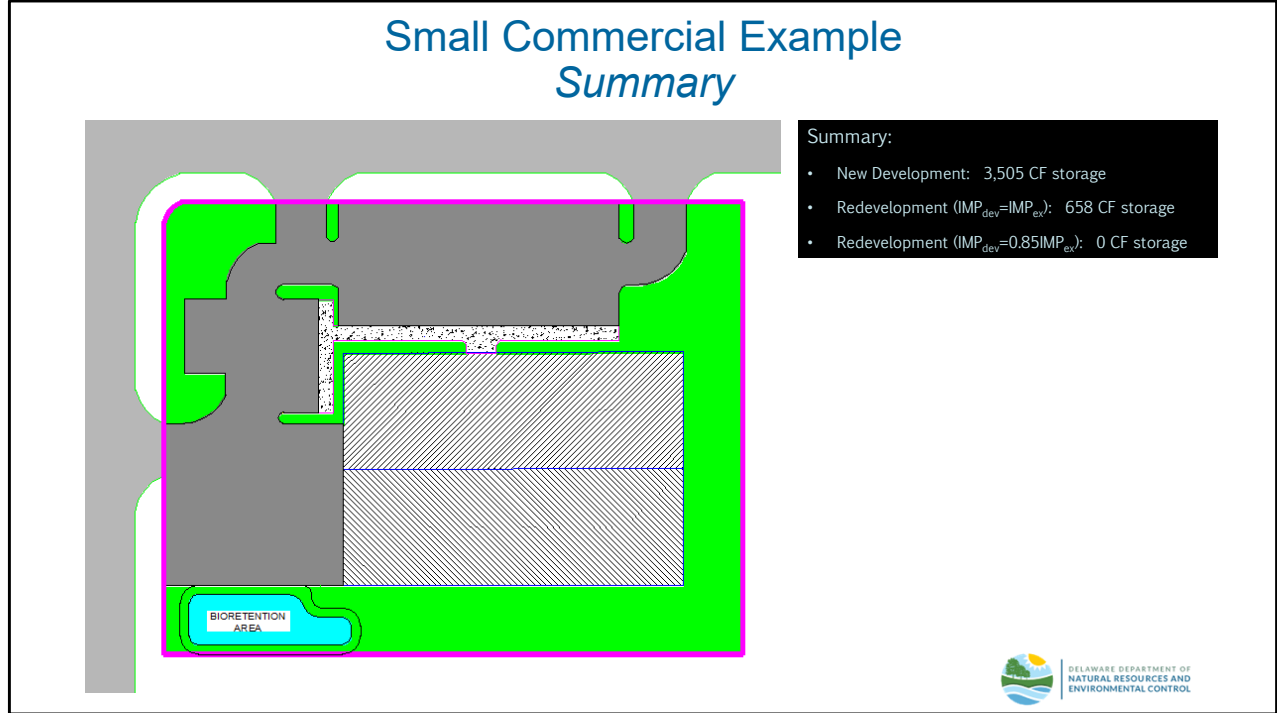 Small Commercial Example
Summary
Summary:
• New Development: 3,505 CF storage
• Redevelopment (IMPdev=IMPex): 658 CF storage
• Redevelopment (IMPdev=0.85IMPex): 0 CF storage
BIORETENTION
AREA
DELAWARE DEPARTMENT OF
NATURAL RESOURCES AND
ENVIRONMENTAL CONTROL